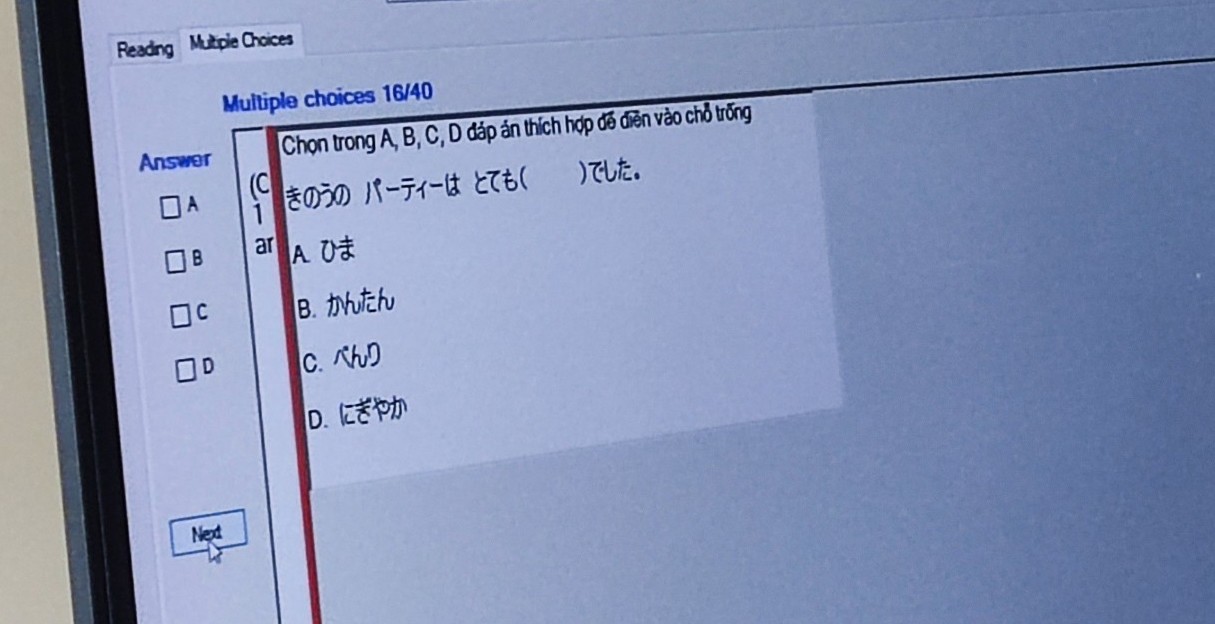 Reading
Multiple Choices
Multiple choices 16/40
Answer
A
B
C
D
(C
1
ar
Chọn trong A, B, C, D đáp án thích hợp để điền vào chỗ trống
きのうの パーティーは とても(　　)でした。
A. ひま
B. かんたん
C. べんり
D. にぎやか
Next